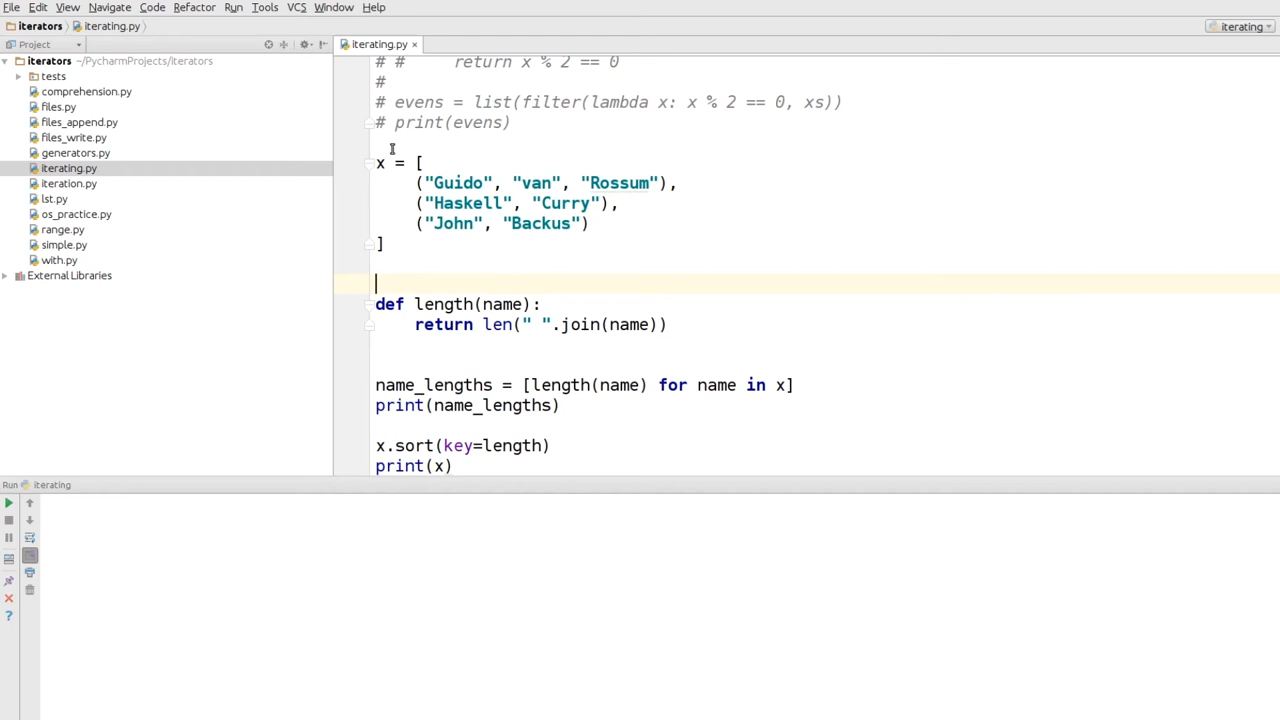 File Edit View Navigate Code Refactor Run Tools VCS Window Help
iterators iterating.py iterating
Project iterating.py
iterators ~/PycharmProjects/iterators
tests
comprehension.py
files.py
files_append.py
files_write.py
generators.py
iterating.py
iteration.py
lst.py
os_practice.py
range.py
simple.py
with.py
External Libraries
# #     return x % 2 == 0
#
# evens = list(filter(lambda x: x % 2 == 0, xs))
# print(evens)
x = [
    ("Guido", "van", "Rossum"),
    ("Haskell", "Curry"),
    ("John", "Backus")
]
def length(name):
    return len(" ".join(name))
name_lengths = [length(name) for name in x]
print(name_lengths)
x.sort(key=length)
print(x)
Run iterating